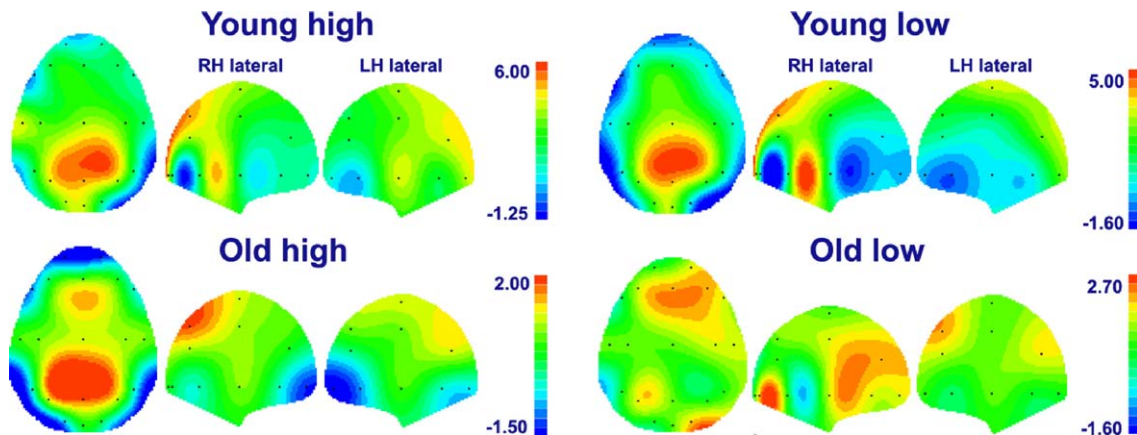 Young high
RH lateral LH lateral
6.00
-1.25
Young low
RH lateral LH lateral
5.00
-1.60
Old high
2.00
-1.50
Old low
2.70
-1.60